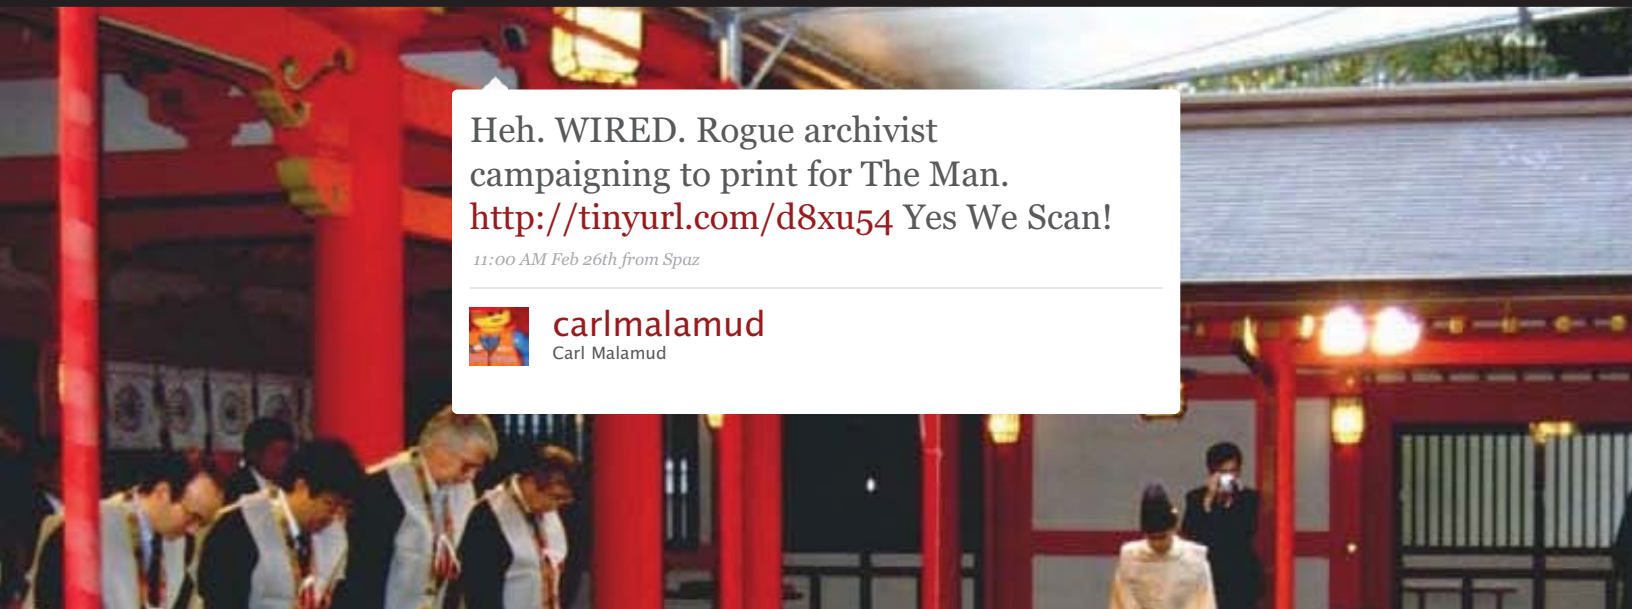 Heh. WIRED. Rogue archivist
campaigning to print for The Man.
http://tinyurl.com/d8xu54 Yes We Scan!
11:00 AM Feb 26th from Spaz
carlmalamud
Carl Malamud